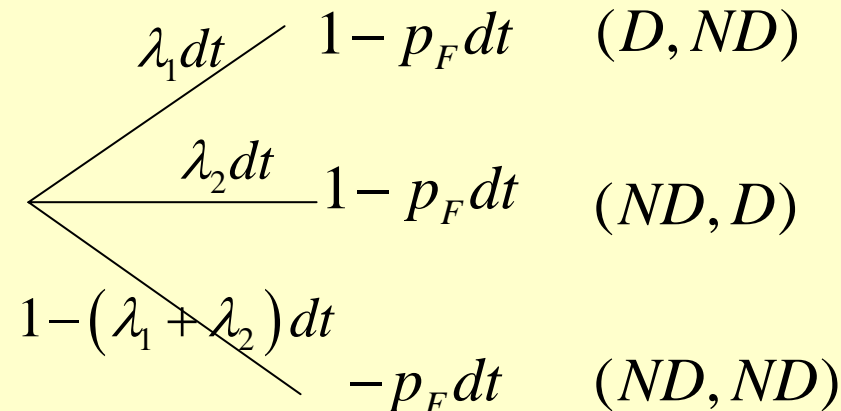 λ₁dt 1− p_F dt (D, ND)
λ₂dt 1− p_F dt (ND, D)
1−(λ₁ + λ₂)dt
− p_F dt (ND, ND)